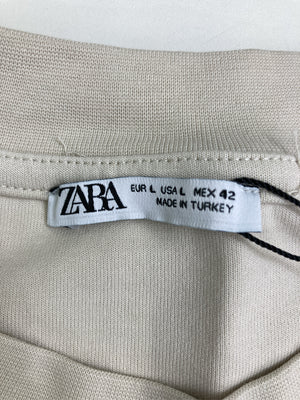 ZARA
EUR L USA L MEX 42
MADE IN TURKEY